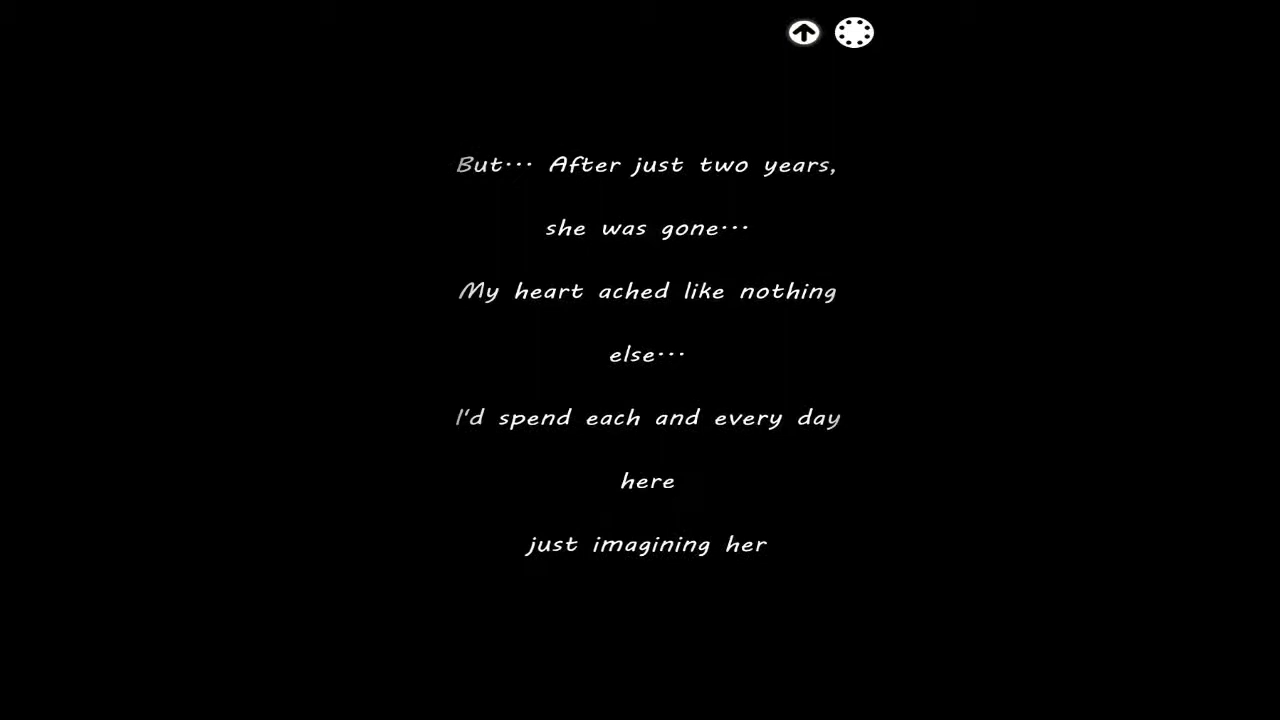 But··· After just two years,
she was gone···
My heart ached like nothing
else···
I'd spend each and every day
here
just imagining her